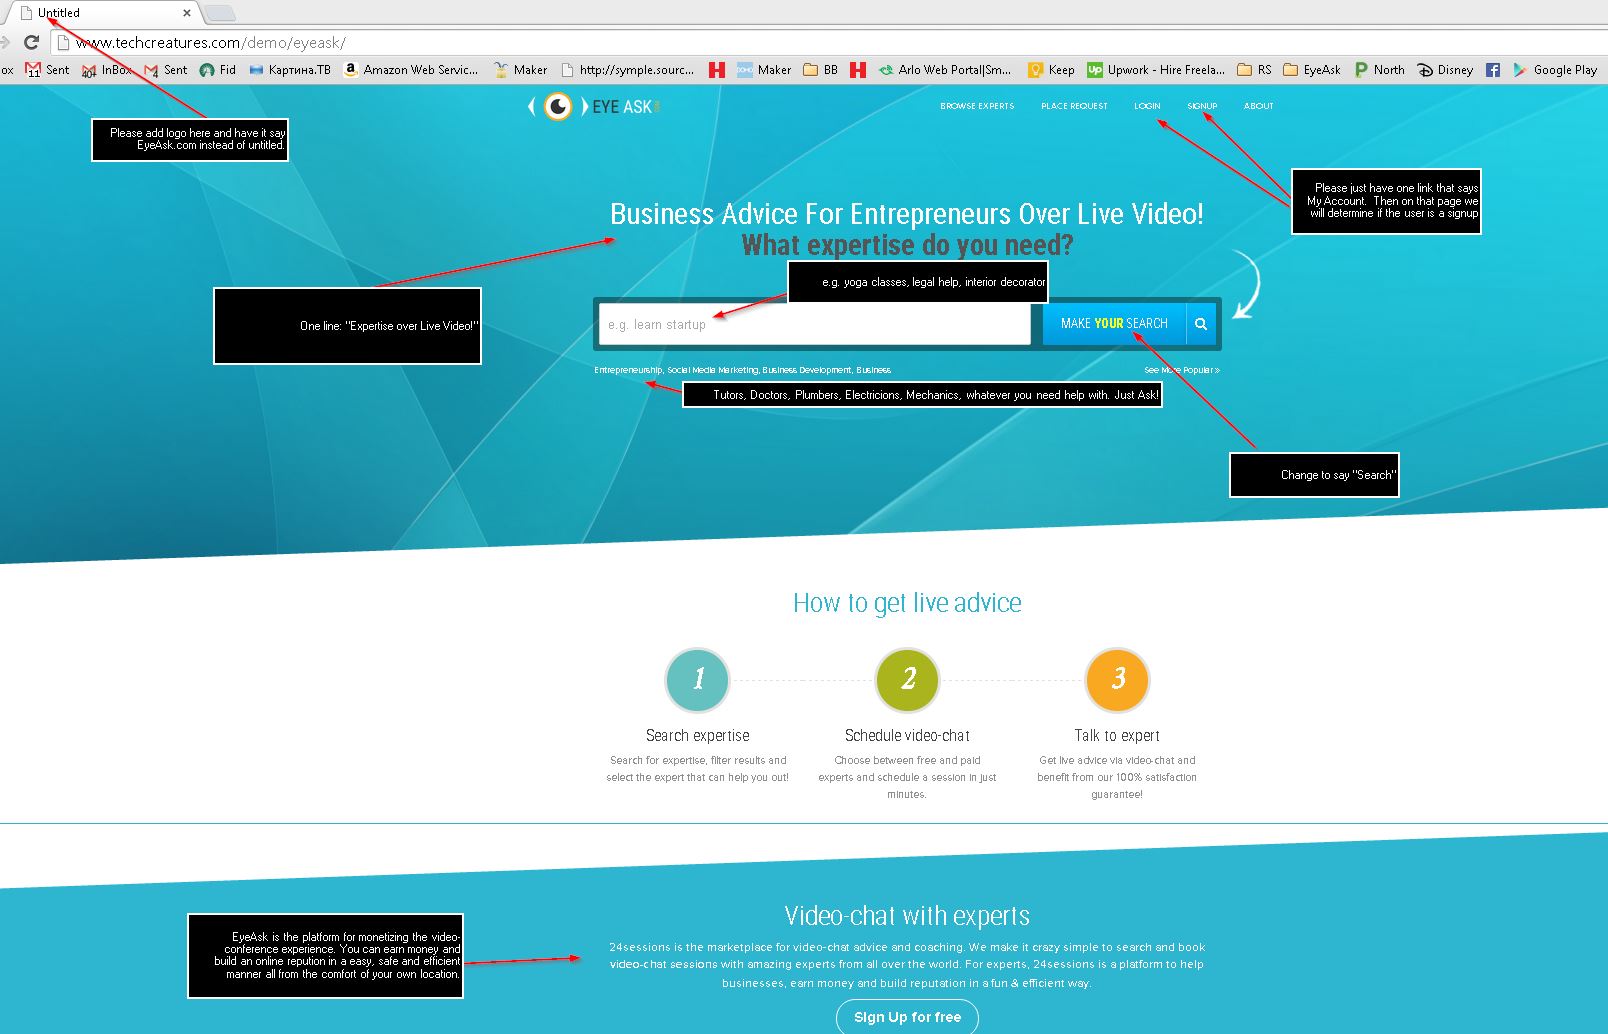 Untitled
www.techcreatures.com/demo/eyeask/
ox Sent InBox Sent Fid Картина.ТВ Amazon Web Servic... Maker http://symple.sourc... Maker BB Arlo Web Portal|Sm... Keep Upwork - Hire Freela... RS EyeAsk North Disney Google Play
EYE ASK
BROWSE EXPERTS PLACE REQUEST LOGIN SIGNUP ABOUT
Please add logo here and have it say
EyeAsk.com instead of untitled.
Please just have one link that says
My Account. Then on that page we
will determine if the user is a signup
Business Advice For Entrepreneurs Over Live Video!
What expertise do you need?
e.g. yoga classes, legal help, interior decorator
One line: "Expertise over Live Video!"
e.g. learn startup
MAKE YOUR SEARCH
Entrepreneurship, Social Media Marketing, Business Development, Business
See More Popular »
Tutors, Doctors, Plumbers, Electricions, Mechanics, whatever you need help with. Just Ask!
Change to say "Search"
How to get live advice
1 2 3
Search expertise
Search for expertise, filter results and
select the expert that can help you out!
Schedule video-chat
Choose between free and paid
experts and schedule a session in just
minutes.
Talk to expert
Get live advice via video-chat and
benefit from our 100% satisfaction
guarantee!
EyeAsk is the platform for monetizing the video-
conference experience. You can earn money and
build an online repution in a easy, safe and efficient
manner all from the comfort of your own location.
Video-chat with experts
24sessions is the marketplace for video-chat advice and coaching. We make it crazy simple to search and book
video-chat sessions with amazing experts from all over the world. For experts, 24sessions is a platform to help
businesses, earn money and build reputation in a fun & efficient way.
Sign Up for free